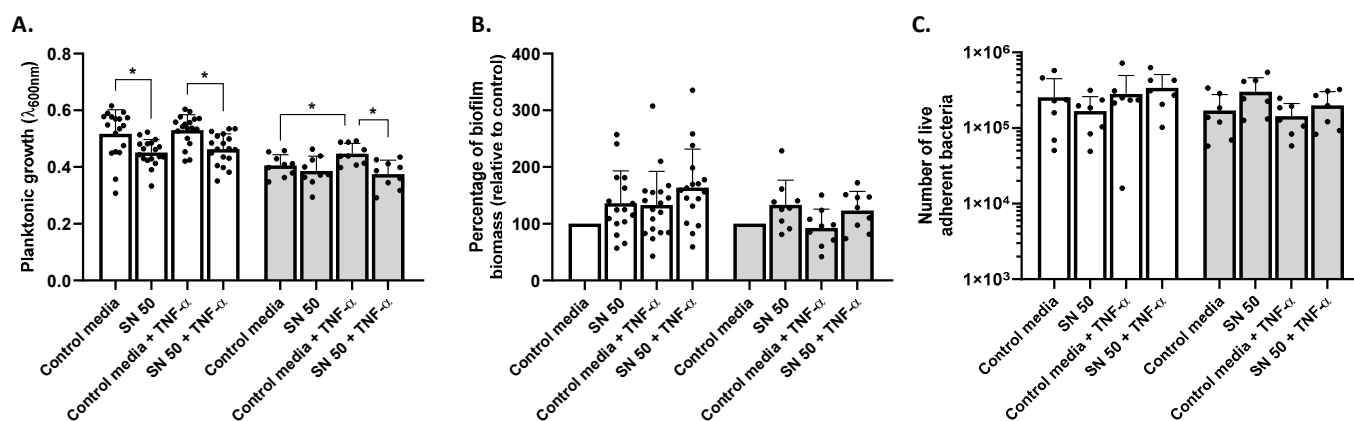 A.
Planktonic growth (λ600nm)
0.8
0.6
0.4
0.2
0.0
*
*
*
*
Control media
SN 50
Control media + TNF-α
SN 50 + TNF-α
Control media
SN 50
Control media + TNF-α
SN 50 + TNF-α
B.
Percentage of biofilm
biomass (relative to control)
400
300
200
100
0
Control media
SN 50
Control media + TNF-α
SN 50 + TNF-α
Control media
SN 50
Control media + TNF-α
SN 50 + TNF-α
C.
Number of live
adherent bacteria
1×10⁶
1×10⁵
1×10⁴
1×10³
Control media
SN 50
Control media + TNF-α
SN 50 + TNF-α
Control media
SN 50
Control media + TNF-α
SN 50 + TNF-α